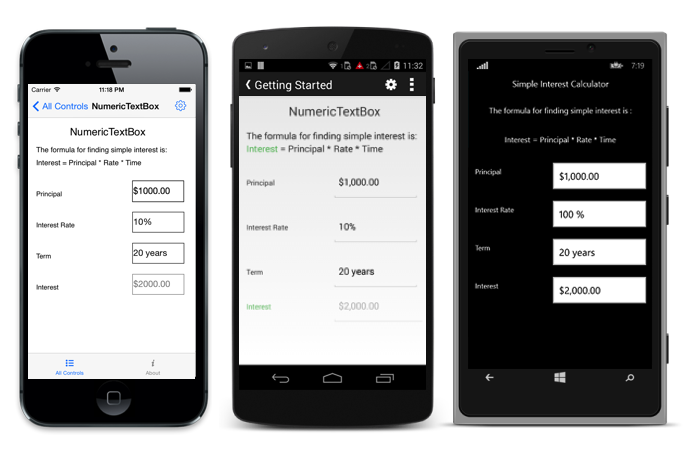 Carrier 11:18 PM
All Controls NumericTextBox
NumericTextBox
The formula for finding simple interest is:
Interest = Principal * Rate * Time
Principal $1000.00
Interest Rate 10%
Term 20 years
Interest $2000.00
All Controls About
11:32
Getting Started
NumericTextBox
The formula for finding simple interest is:
Interest = Principal * Rate * Time
Principal $1,000.00
Interest Rate 10%
Term 20 years
Interest $2,000.00
7:19
Simple Interest Calculator
The formula for finding simple interest is :
Interest = Principal * Rate * Time
Principal $1,000.00
Interest Rate 100 %
Term 20 years
Interest $2,000.00